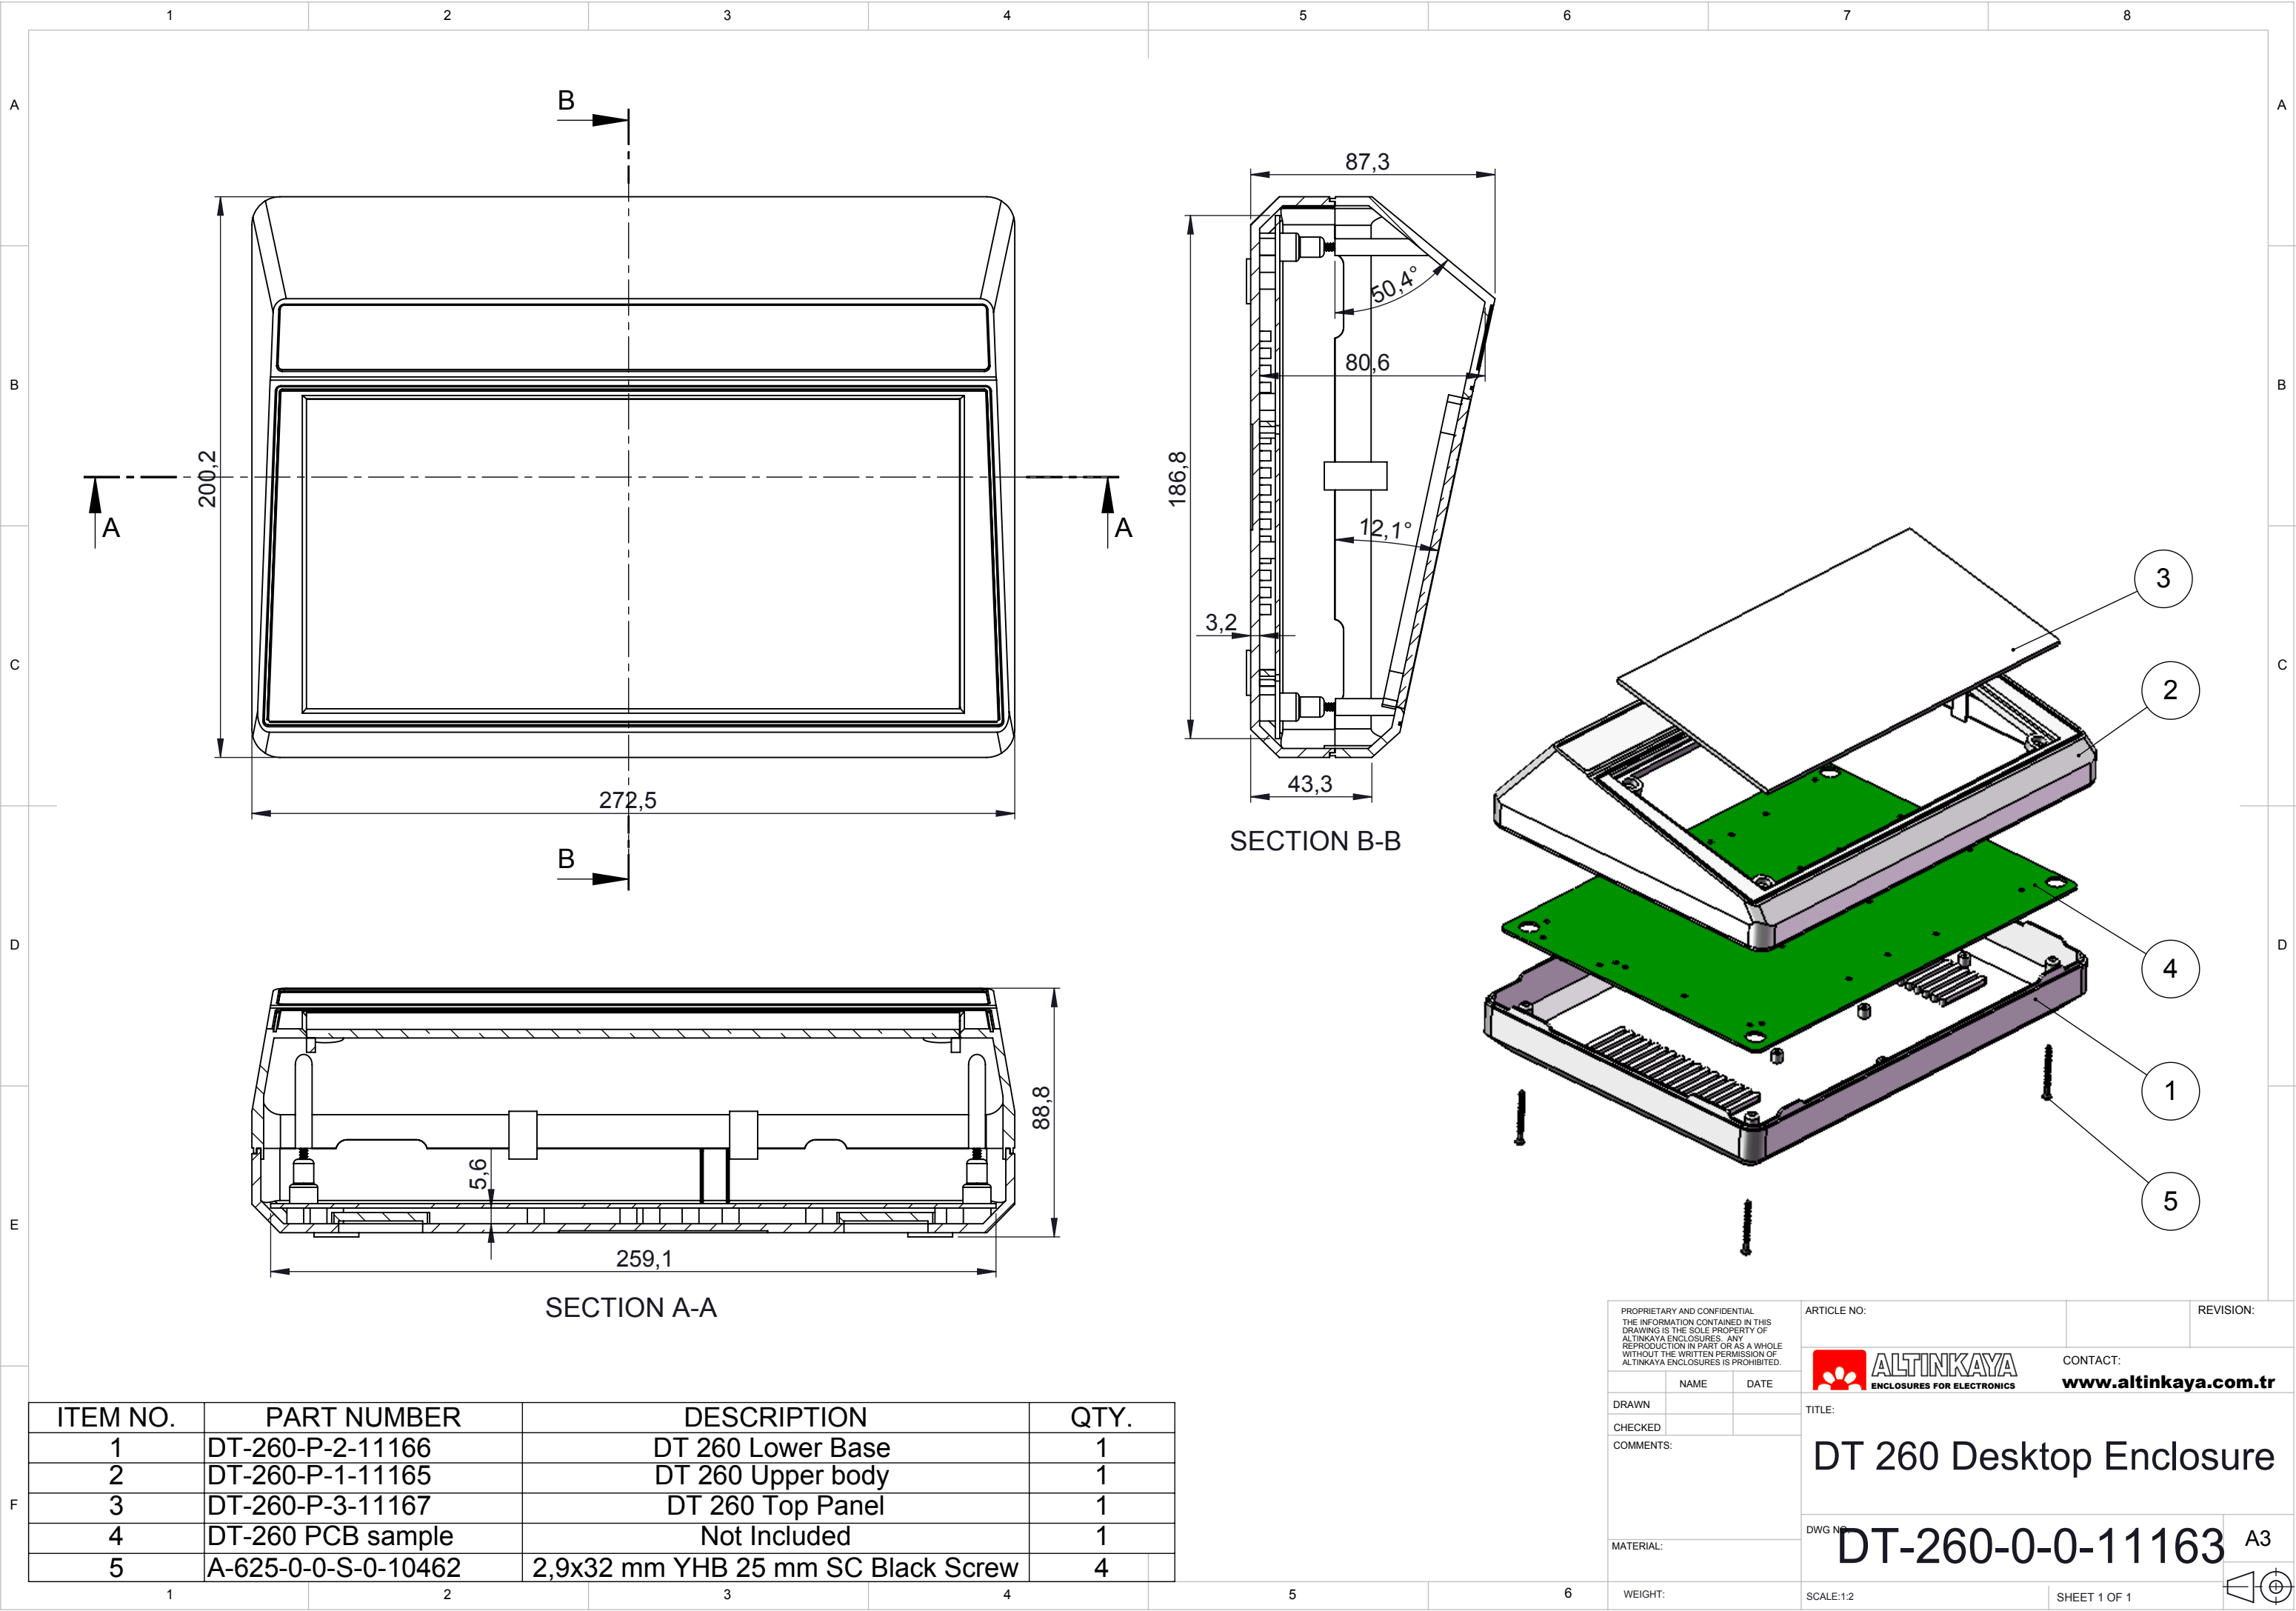 1 2 3 4 5 6 7 8
A A
B B
C C
D D
E
F
B
200,2
A A
272,5
B
87,3
50,4°
80,6
186,8
12,1°
3,2
43,3
SECTION B-B
5,6
88,8
259,1
SECTION A-A
3
2
4
1
5
ITEM NO. PART NUMBER DESCRIPTION QTY.
1 DT-260-P-2-11166 DT 260 Lower Base 1
2 DT-260-P-1-11165 DT 260 Upper body 1
3 DT-260-P-3-11167 DT 260 Top Panel 1
4 DT-260 PCB sample Not Included 1
5 A-625-0-0-S-0-10462 2,9x32 mm YHB 25 mm SC Black Screw 4
PROPRIETARY AND CONFIDENTIAL
THE INFORMATION CONTAINED IN THIS
DRAWING IS THE SOLE PROPERTY OF
ALTINKAYA ENCLOSURES. ANY
REPRODUCTION IN PART OR AS A WHOLE
WITHOUT THE WRITTEN PERMISSION OF
ALTINKAYA ENCLOSURES IS PROHIBITED.
NAME DATE
DRAWN
CHECKED
COMMENTS:
MATERIAL:
WEIGHT:
ARTICLE NO:
REVISION:
ALTINKAYA
ENCLOSURES FOR ELECTRONICS
CONTACT:
www.altinkaya.com.tr
TITLE:
DT 260 Desktop Enclosure
DWG NO.
DT-260-0-0-11163
A3
SCALE:1:2
SHEET 1 OF 1
1 2 3 4 5 6